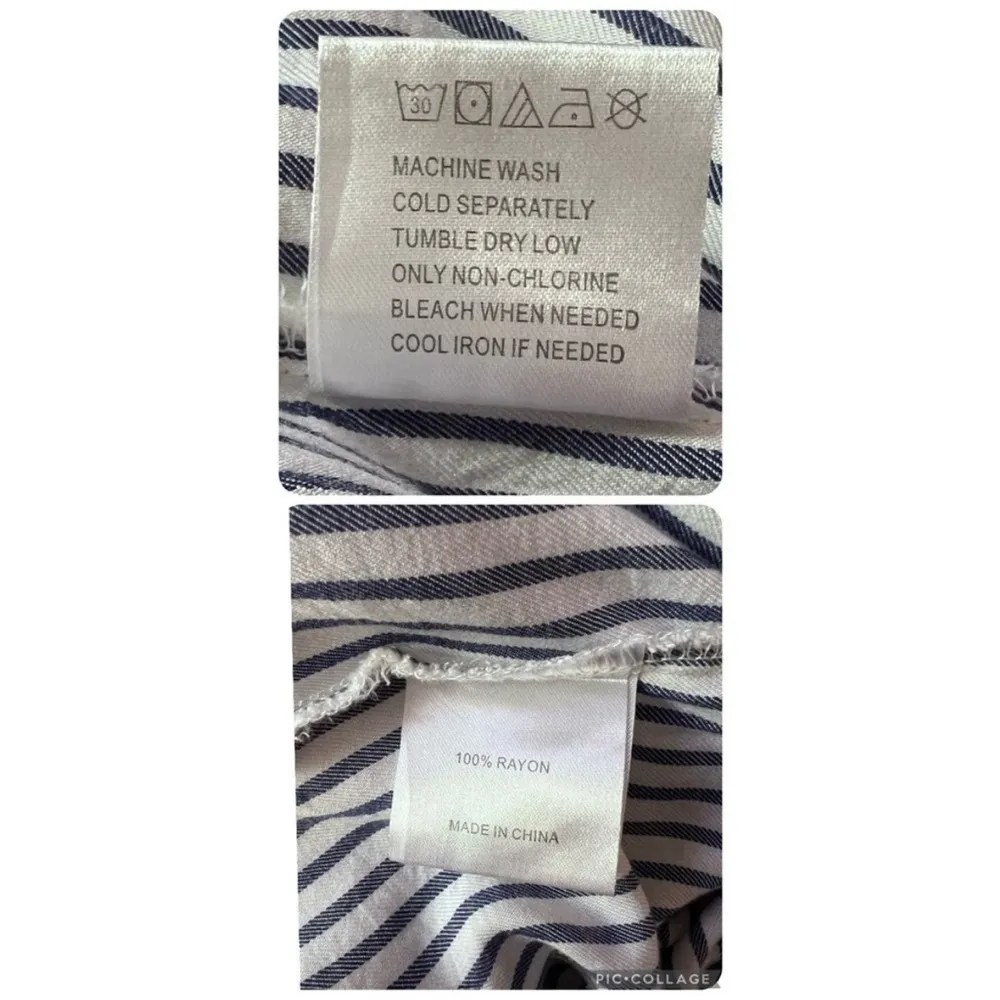 30
MACHINE WASH
COLD SEPARATELY
TUMBLE DRY LOW
ONLY NON-CHLORINE
BLEACH WHEN NEEDED
COOL IRON IF NEEDED
100% RAYON
MADE IN CHINA
PIC•COLLAGE